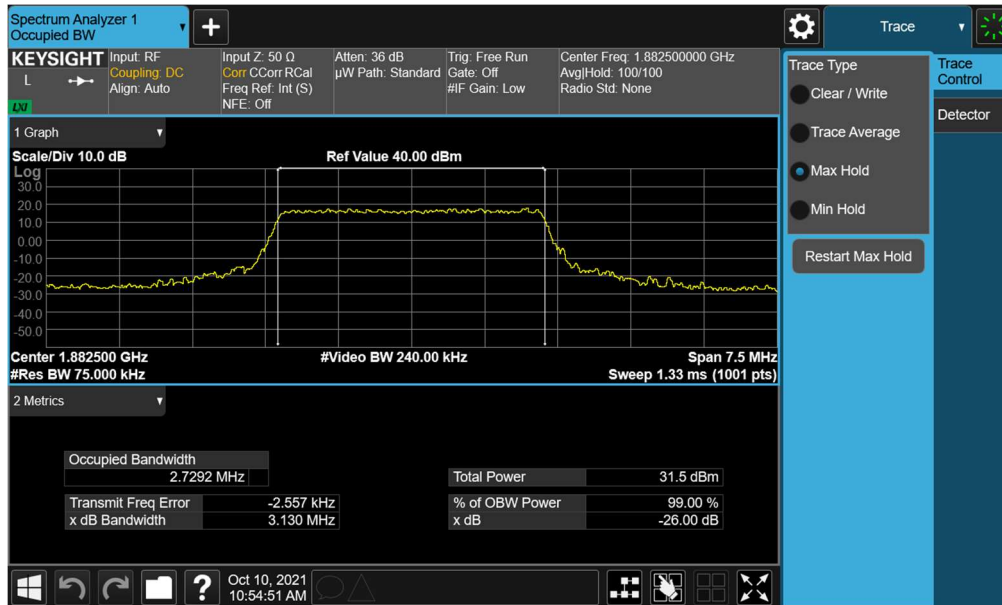 Spectrum Analyzer 1
Occupied BW
+
Trace
KEYSIGHT
L
LXI
Input: RF
Coupling: DC
Align: Auto
Input Z: 50 Ω
Corr CCorr RCal
Freq Ref: Int (S)
NFE: Off
Atten: 36 dB
µW Path: Standard
Trig: Free Run
Gate: Off
#IF Gain: Low
Center Freq: 1.882500000 GHz
Avg|Hold: 100/100
Radio Std: None
Trace Type
Clear / Write
Trace Average
Max Hold
Min Hold
Restart Max Hold
Trace
Control
Detector
1 Graph
Scale/Div 10.0 dB
Ref Value 40.00 dBm
Log
30.0
20.0
10.0
0.00
-10.0
-20.0
-30.0
-40.0
-50.0
Center 1.882500 GHz
#Video BW 240.00 kHz
Span 7.5 MHz
#Res BW 75.000 kHz
Sweep 1.33 ms (1001 pts)
2 Metrics
Occupied Bandwidth
2.7292 MHz
Total Power 31.5 dBm
Transmit Freq Error -2.557 kHz
% of OBW Power 99.00 %
x dB Bandwidth 3.130 MHz
x dB -26.00 dB
?
Oct 10, 2021
10:54:51 AM